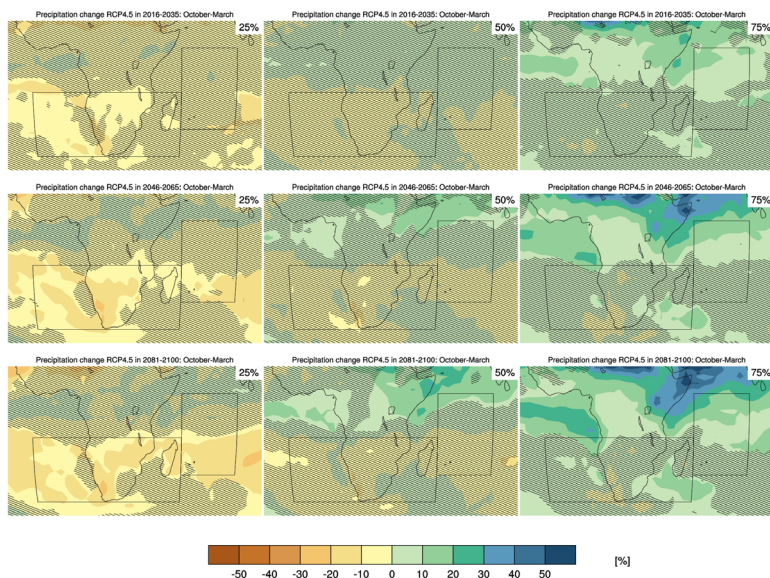 Precipitation change RCP4.5 in 2016-2035: October-March
25%
Precipitation change RCP4.5 in 2016-2035: October-March
50%
Precipitation change RCP4.5 in 2016-2035: October-March
75%
Precipitation change RCP4.5 in 2046-2065: October-March
25%
Precipitation change RCP4.5 in 2046-2065: October-March
50%
Precipitation change RCP4.5 in 2046-2065: October-March
75%
Precipitation change RCP4.5 in 2081-2100: October-March
25%
Precipitation change RCP4.5 in 2081-2100: October-March
50%
Precipitation change RCP4.5 in 2081-2100: October-March
75%
-50 -40 -30 -20 -10 0 10 20 30 40 50 [%]